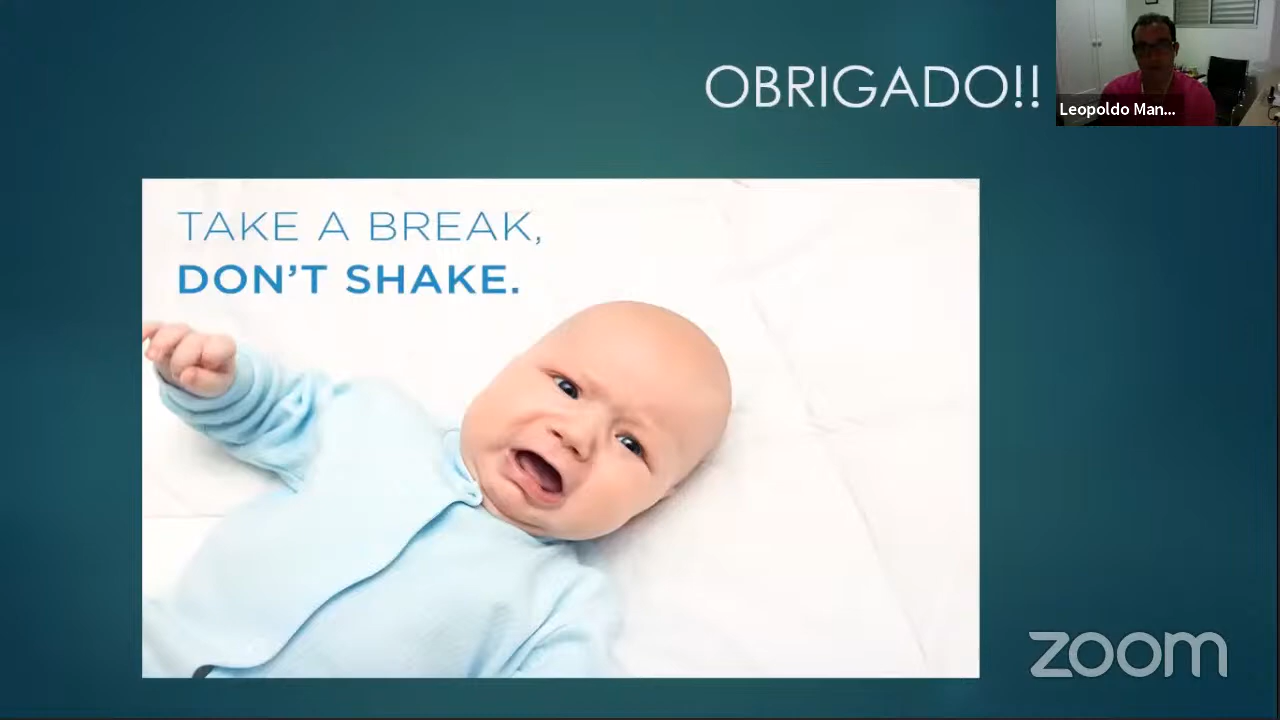 OBRIGADO!!
Leopoldo Man...
TAKE A BREAK,
DON'T SHAKE.
zoom